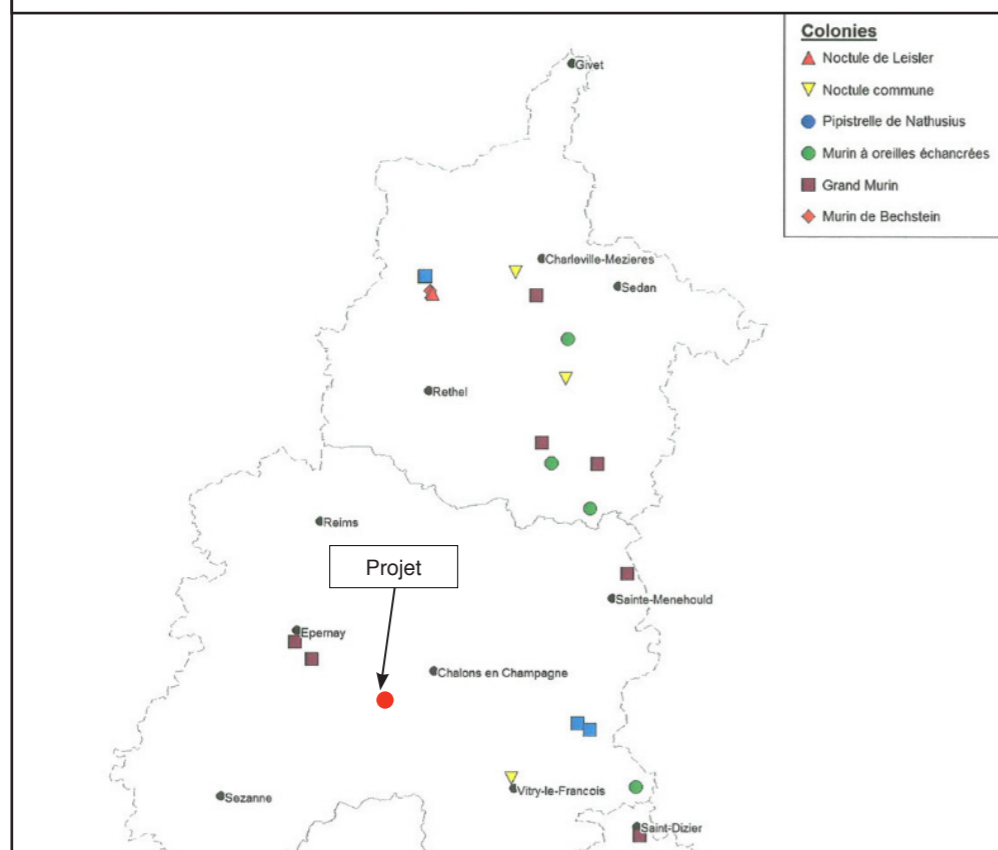 Colonies
Noctule de Leisler
Noctule commune
Pipistrelle de Nathusius
Murin à oreilles échancrées
Grand Murin
Murin de Bechstein
Givet
Charleville-Mezieres
Sedan
Rethel
Reims
Projet
Sainte-Menehould
Epernay
Chalons en Champagne
Sezanne
Vitry-le-Francois
Saint-Dizier